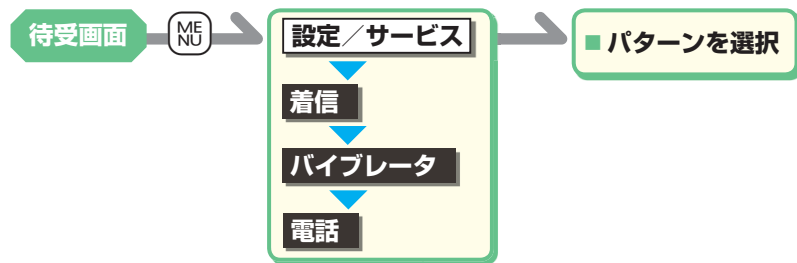 待受画面
MENU
設定／サービス
着信
バイブレータ
電話
■ パターンを選択